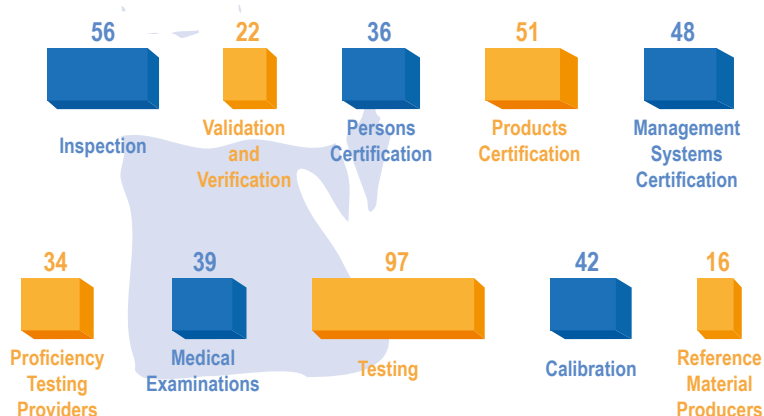 56 22 36 51 48
Inspection
Validation
and
Verification
Persons
Certification
Products
Certification
Management
Systems
Certification
34 39 97 42 16
Proficiency
Testing
Providers
Medical
Examinations
Testing
Calibration
Reference
Material
Producers